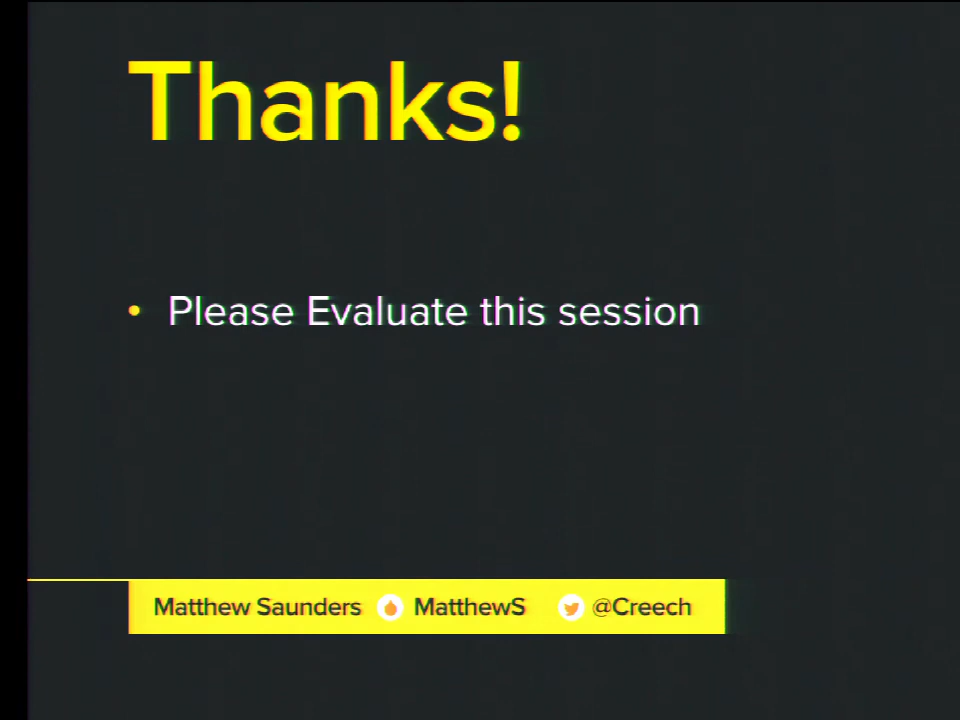 Thanks!
• Please Evaluate this session
Matthew Saunders MatthewS @Creech